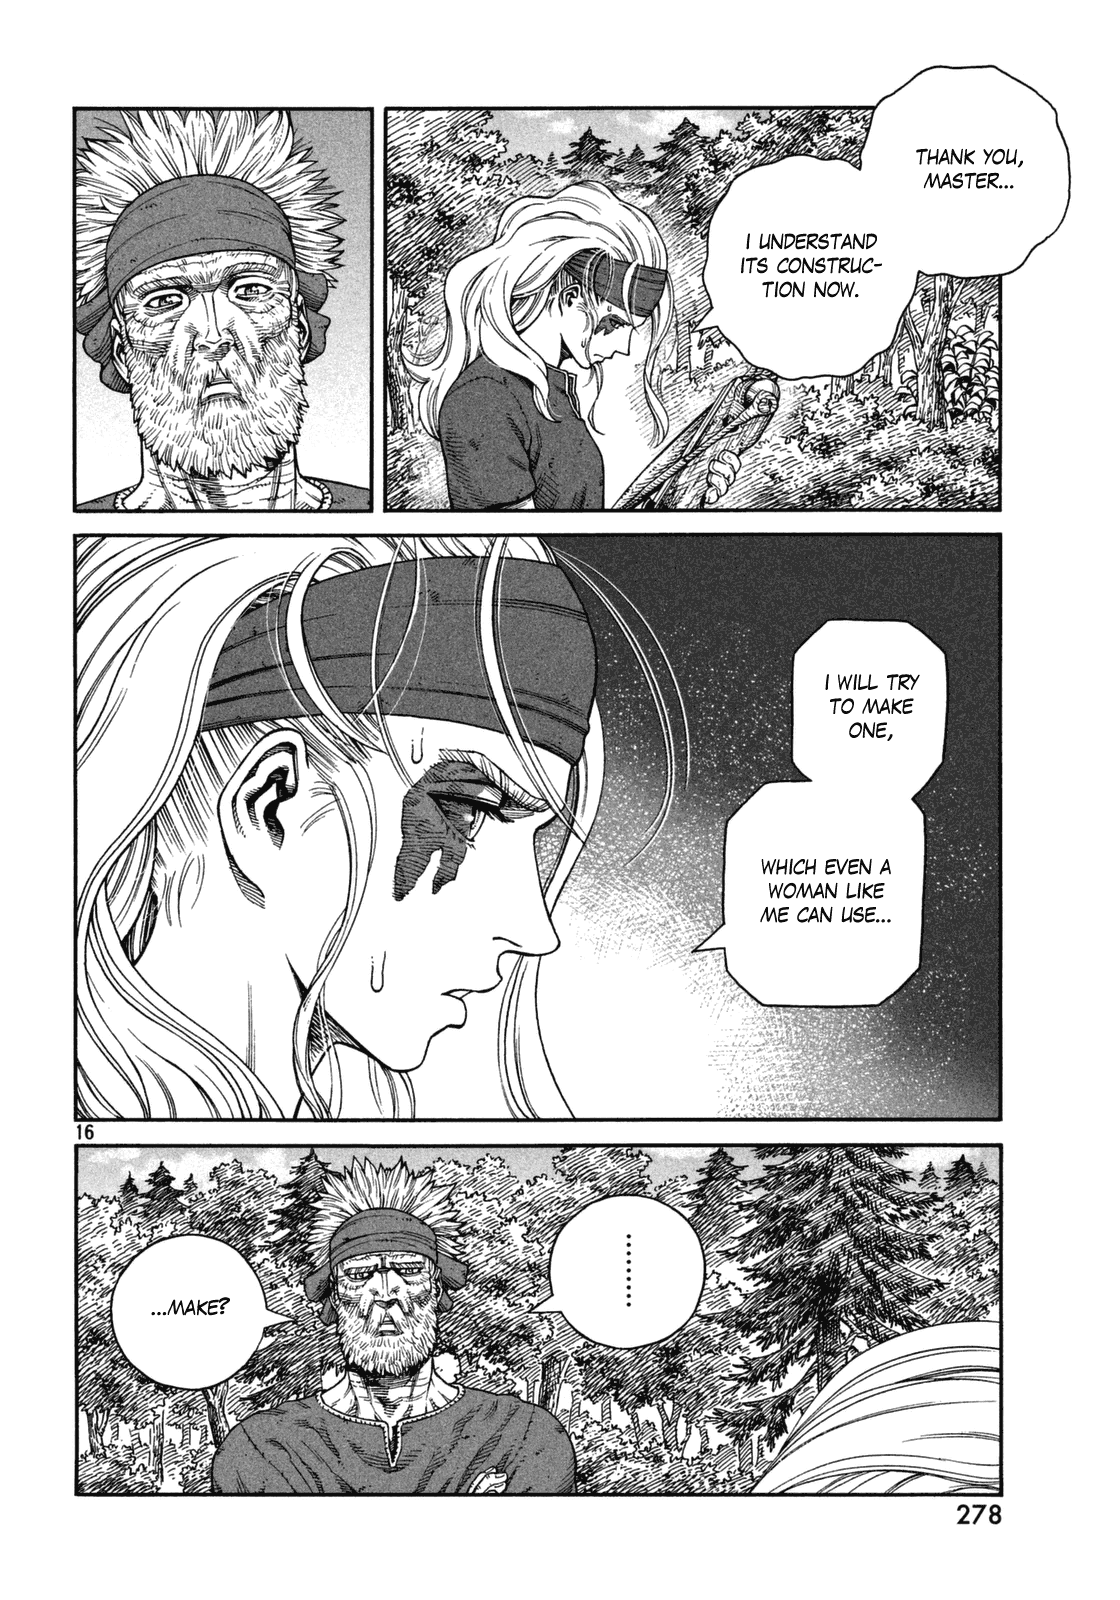 THANK YOU,
MASTER...
I UNDERSTAND
ITS CONSTRUC-
TION NOW.
I WILL TRY
TO MAKE
ONE,
WHICH EVEN A
WOMAN LIKE
ME CAN USE...
16
........
...MAKE?
278